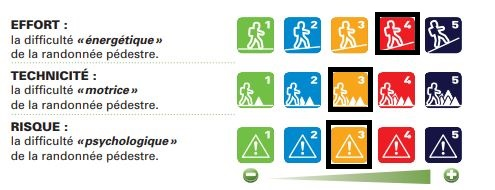 EFFORT :
la difficulté «énergétique»
de la randonnée pédestre.
1 2 3 4 5
TECHNICITÉ :
la difficulté «motrice»
de la randonnée pédestre.
1 2 3 4 5
RISQUE :
la difficulté «psychologique»
de la randonnée pédestre.
1 2 3 4 5